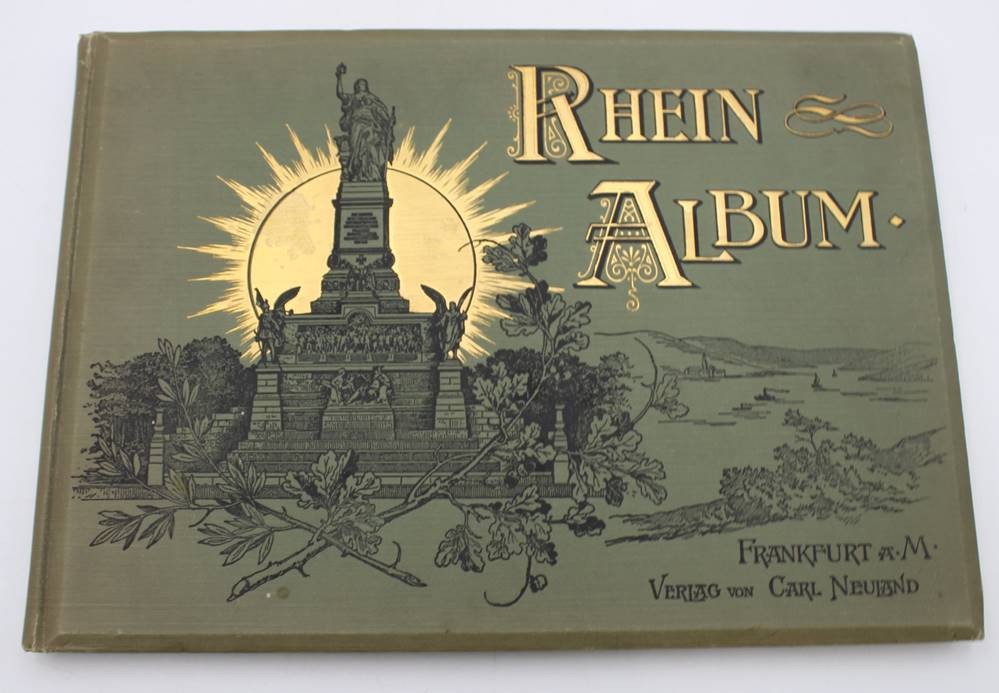 RHEIN
ALBUM.
FRANKFURT A. M.
VERLAG VON CARL NEULAND